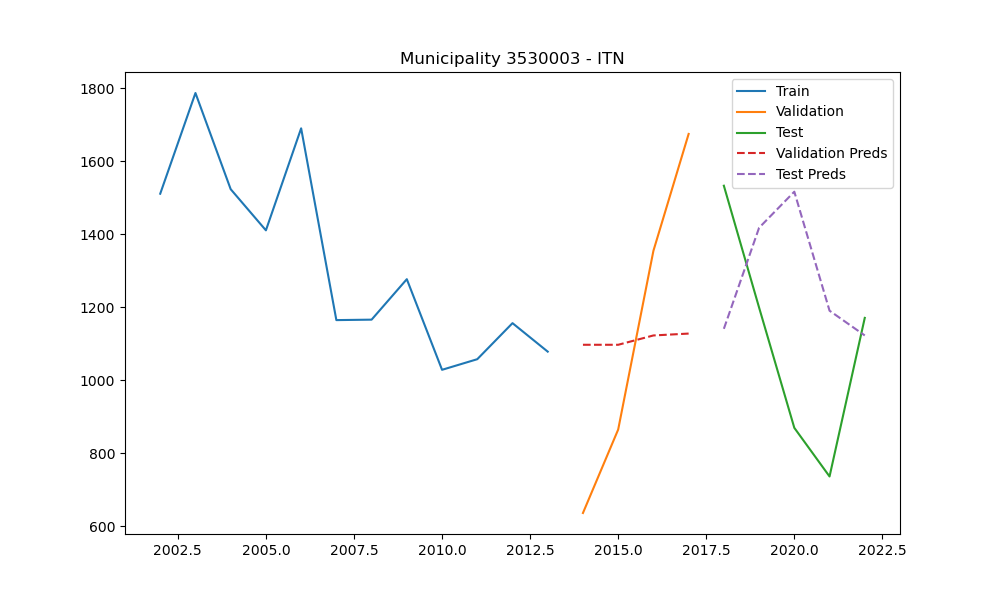 Municipality 3530003 - ITN
Train
Validation
Test
Validation Preds
Test Preds
1800
1600
1400
1200
1000
800
600
2002.5 2005.0 2007.5 2010.0 2012.5 2015.0 2017.5 2020.0 2022.5